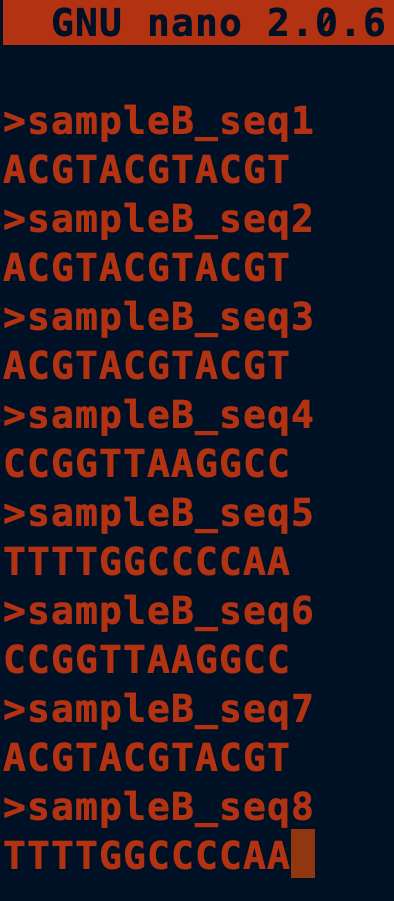 GNU nano 2.0.6
>sampleB_seq1
ACGTACGTACGT
>sampleB_seq2
ACGTACGTACGT
>sampleB_seq3
ACGTACGTACGT
>sampleB_seq4
CCGGTTAAGGCC
>sampleB_seq5
TTTTGGCCCCAA
>sampleB_seq6
CCGGTTAAGGCC
>sampleB_seq7
ACGTACGTACGT
>sampleB_seq8
TTTTGGCCCCAA